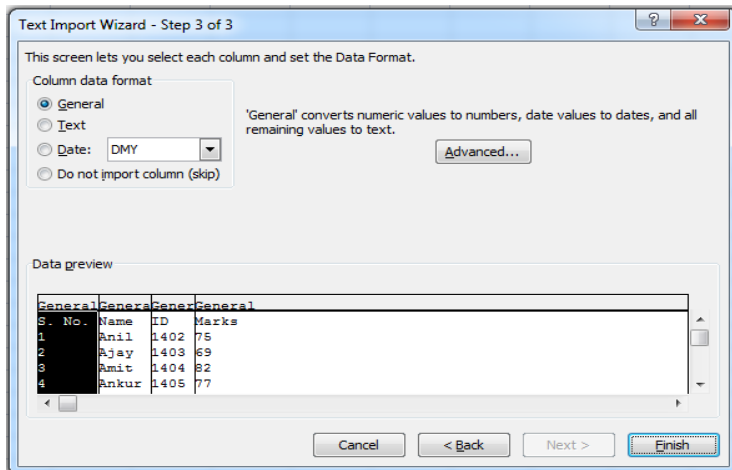 Text Import Wizard - Step 3 of 3
This screen lets you select each column and set the Data Format.
Column data format
General
Text
Date: DMY
Do not import column (skip)
'General' converts numeric values to numbers, date values to dates, and all
remaining values to text.
Advanced...
Data preview
General Genera Gener General
S. No. Name ID Marks
1 Anil 1402 75
2 Ajay 1403 69
3 Amit 1404 82
4 Ankur 1405 77
Cancel < Back Next > Finish